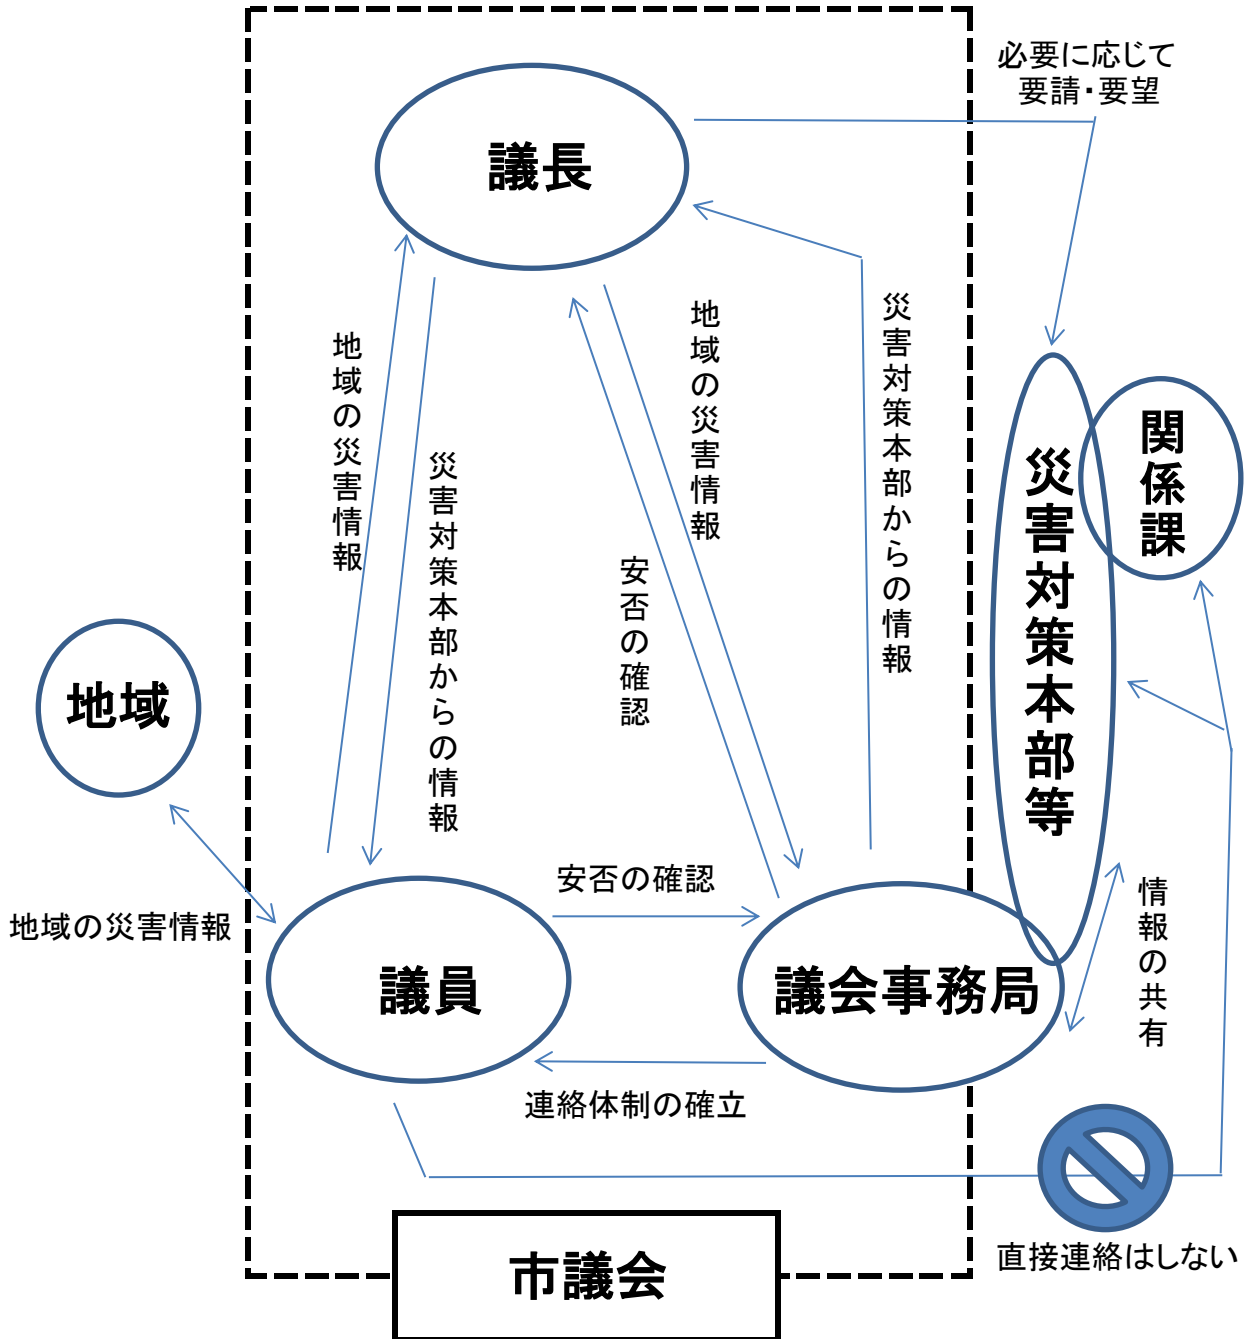 必要に応じて
要請・要望
議長
地域の災害情報
災害対策本部からの情報
安否の確認
地域の災害情報
災害対策本部からの情報
災害対策本部等
関係課
地域
地域の災害情報
安否の確認
議員
議会事務局
情報の共有
連絡体制の確立
直接連絡はしない
市議会